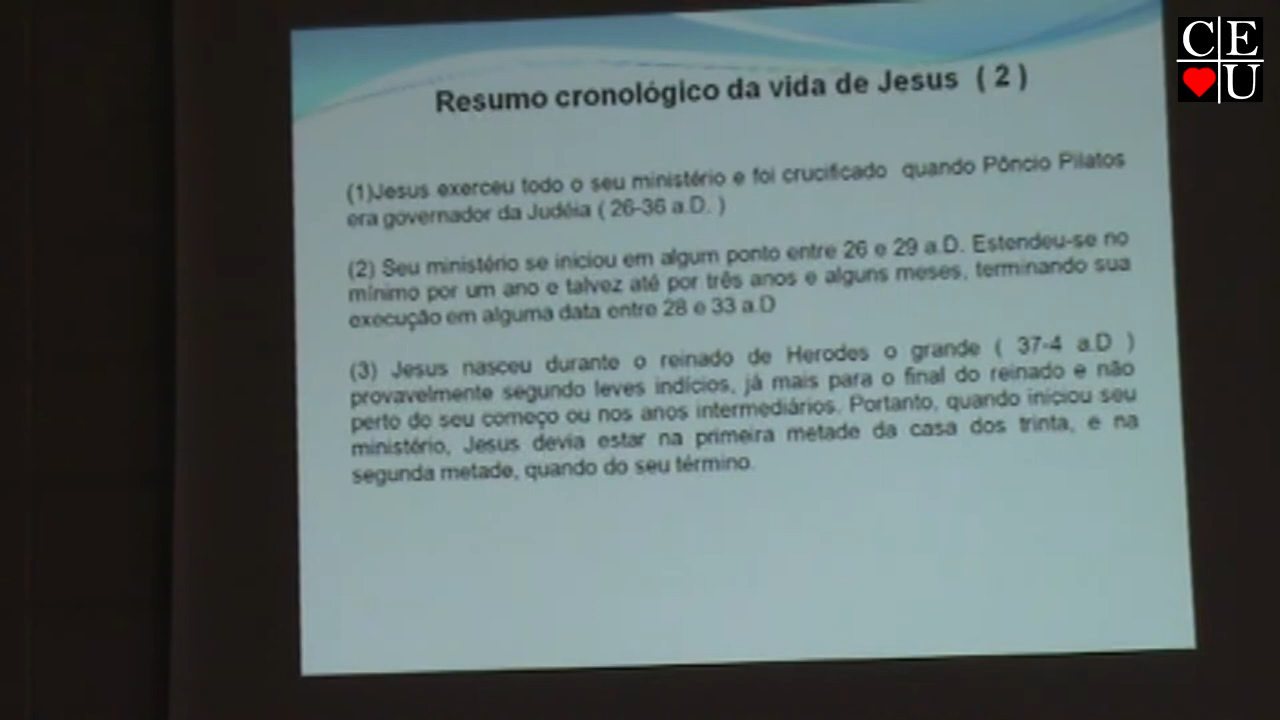 C E
U
Resumo cronológico da vida de Jesus ( 2 )
(1)Jesus exerceu todo o seu ministério e foi crucificado quando Pôncio Pilatos
era governador da Judéia ( 26-36 a.D. )
(2) Seu ministério se iniciou em algum ponto entre 26 e 29 a.D. Estendeu-se no
mínimo por um ano e talvez até por três anos e alguns meses, terminando sua
execução em alguma data entre 28 e 33 a.D
(3) Jesus nasceu durante o reinado de Herodes o grande ( 37-4 a.D )
provavelmente segundo leves indícios, já mais para o final do reinado e não
perto do seu começo ou nos anos intermediários. Portanto, quando iniciou seu
ministério, Jesus devia estar na primeira metade da casa dos trinta, e na
segunda metade, quando do seu término.